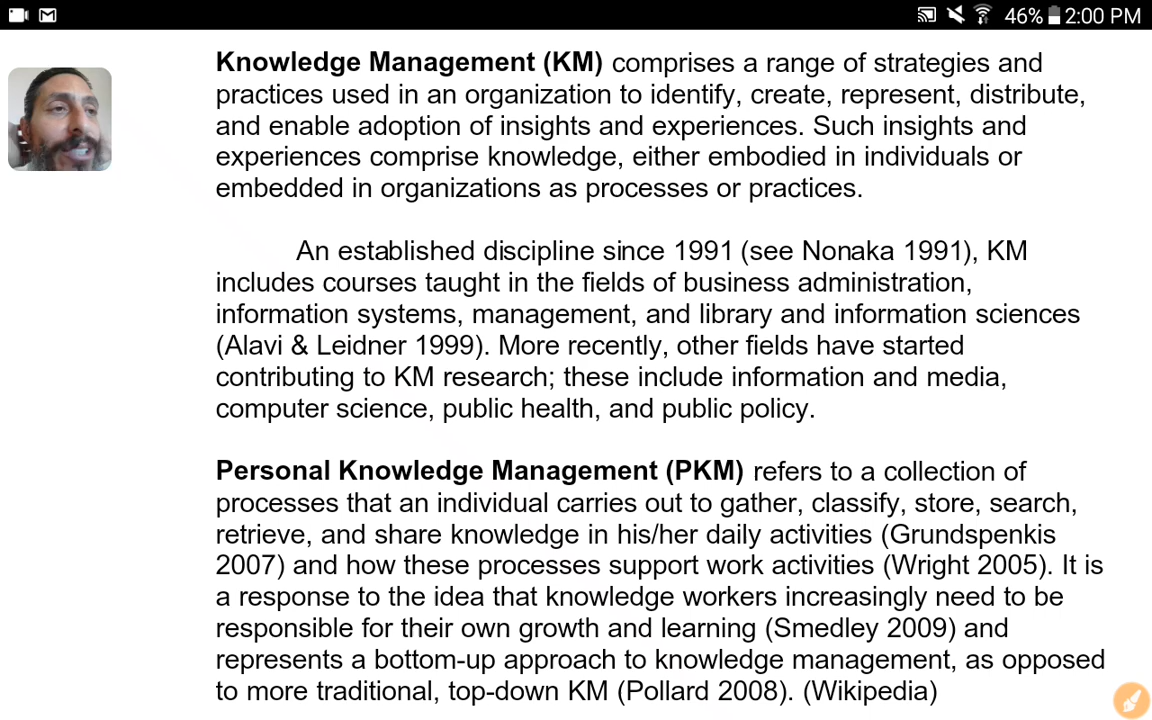 46% 2:00 PM
Knowledge Management (KM) comprises a range of strategies and
practices used in an organization to identify, create, represent, distribute,
and enable adoption of insights and experiences. Such insights and
experiences comprise knowledge, either embodied in individuals or
embedded in organizations as processes or practices.
An established discipline since 1991 (see Nonaka 1991), KM
includes courses taught in the fields of business administration,
information systems, management, and library and information sciences
(Alavi & Leidner 1999). More recently, other fields have started
contributing to KM research; these include information and media,
computer science, public health, and public policy.
Personal Knowledge Management (PKM) refers to a collection of
processes that an individual carries out to gather, classify, store, search,
retrieve, and share knowledge in his/her daily activities (Grundspenkis
2007) and how these processes support work activities (Wright 2005). It is
a response to the idea that knowledge workers increasingly need to be
responsible for their own growth and learning (Smedley 2009) and
represents a bottom-up approach to knowledge management, as opposed
to more traditional, top-down KM (Pollard 2008). (Wikipedia)